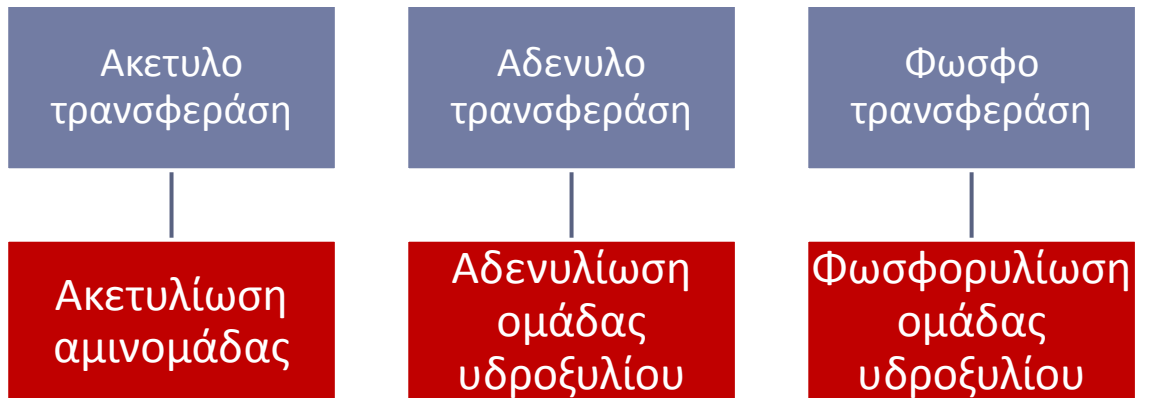 Ακετυλο
τρανσφεράση
Αδενυλο
τρανσφεράση
Φωσφο
τρανσφεράση
Ακετυλίωση
αμινομάδας
Αδενυλίωση
ομάδας
υδροξυλίου
Φωσφορυλίωση
ομάδας
υδροξυλίου